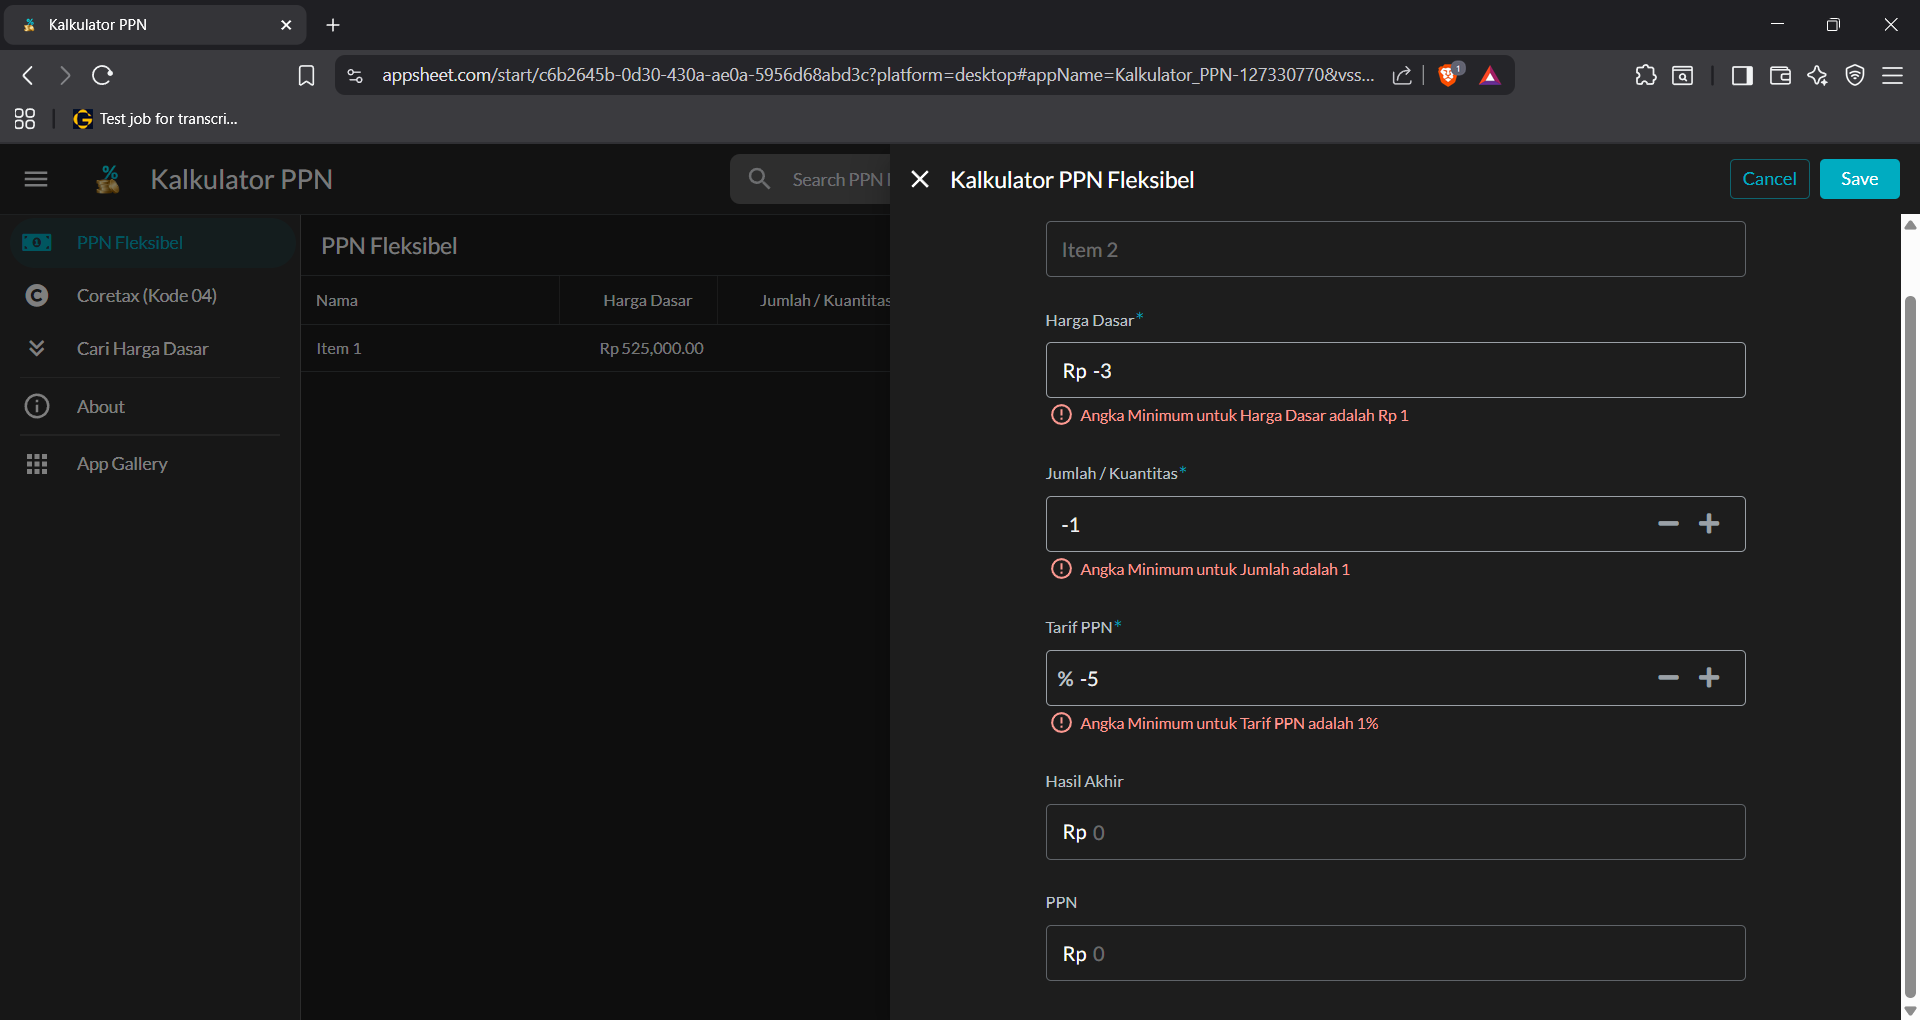 Kalkulator PPN
appsheet.com/start/c6b2645b-0d30-430a-ae0a-5956d68abd3c?platform=desktop#appName=Kalkulator_PPN-127330770&vss...
1
Test job for transcri...
Kalkulator PPN
Search PPN
PPN Fleksibel
Coretax (Kode 04)
Cari Harga Dasar
About
App Gallery
PPN Fleksibel
Nama Harga Dasar Jumlah / Kuantitas
Item 1 Rp 525,000.00
Kalkulator PPN Fleksibel
Cancel
Save
Item 2
Harga Dasar*
Rp -3
Angka Minimum untuk Harga Dasar adalah Rp 1
Jumlah / Kuantitas*
-1
Angka Minimum untuk Jumlah adalah 1
Tarif PPN*
% -5
Angka Minimum untuk Tarif PPN adalah 1%
Hasil Akhir
Rp 0
PPN
Rp 0